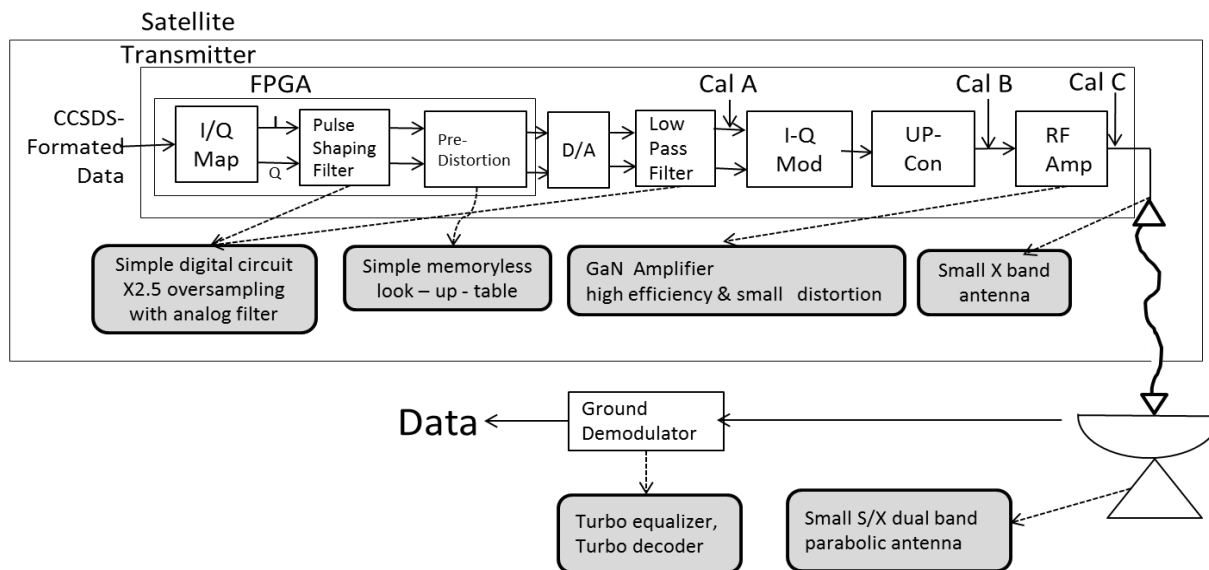 Satellite
Transmitter
FPGA
Cal A
Cal B
Cal C
CCSDS-
Formated
Data
I/Q
Map
I
Q
Pulse
Shaping
Filter
Pre-
Distortion
D/A
Low
Pass
Filter
I-Q
Mod
UP-
Con
RF
Amp
Simple digital circuit
X2.5 oversampling
with analog filter
Simple memoryless
look – up - table
GaN Amplifier
high efficiency & small distortion
Small X band
antenna
Data
Ground
Demodulator
Turbo equalizer,
Turbo decoder
Small S/X dual band
parabolic antenna